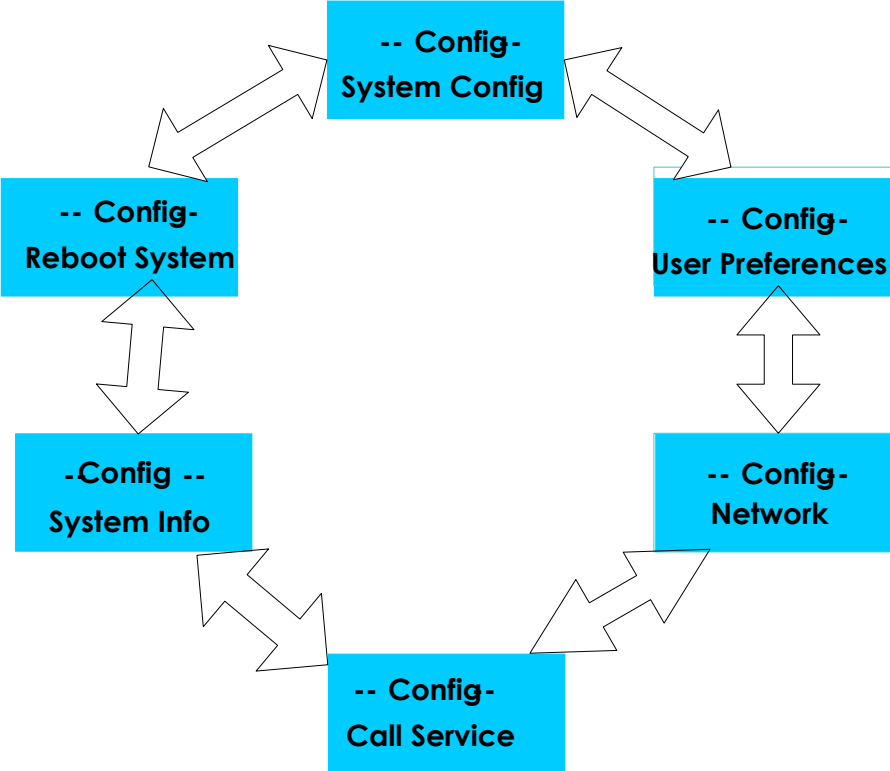 -- Config--
System Config
-- Config--
Reboot System
-- Config--
User Preferences
--Config --
System Info
-- Config--
Network
-- Config--
Call Service